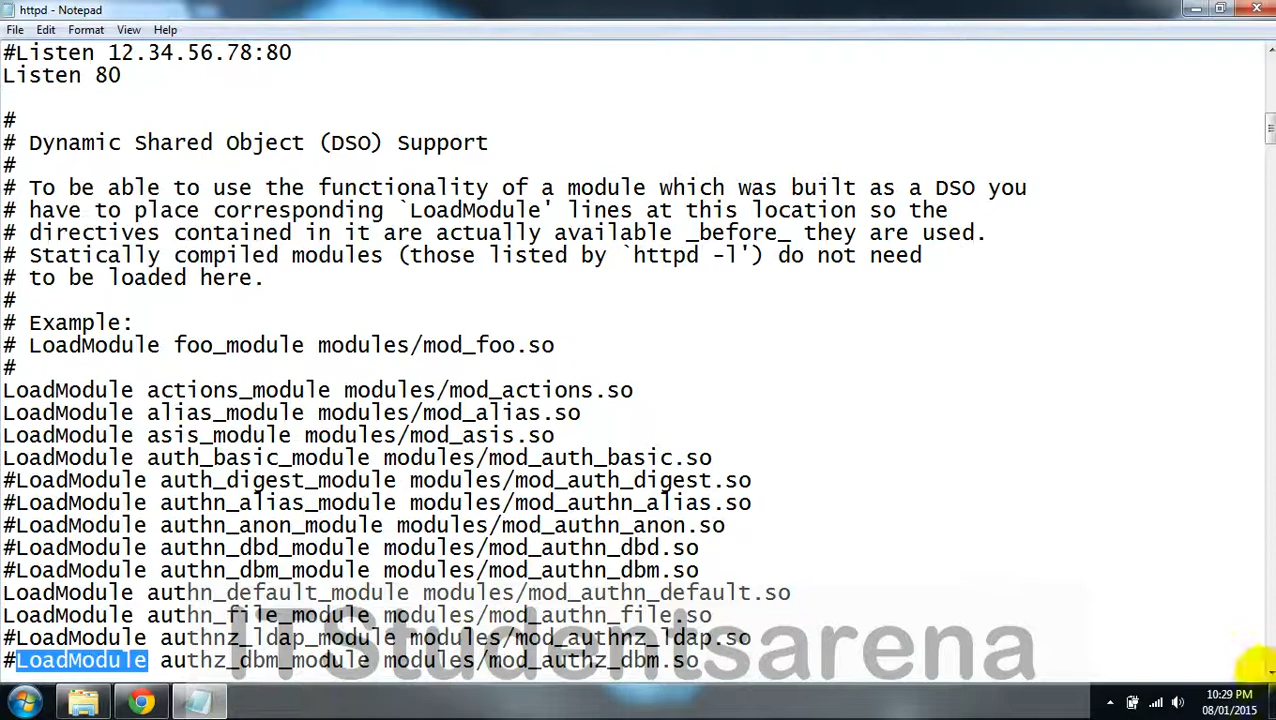 httpd - Notepad
File Edit Format View Help
#Listen 12.34.56.78:80
Listen 80
#
# Dynamic Shared Object (DSO) Support
#
# To be able to use the functionality of a module which was built as a DSO you
# have to place corresponding `LoadModule' lines at this location so the
# directives contained in it are actually available _before_ they are used.
# Statically compiled modules (those listed by `httpd -l') do not need
# to be loaded here.
#
# Example:
# LoadModule foo_module modules/mod_foo.so
#
LoadModule actions_module modules/mod_actions.so
LoadModule alias_module modules/mod_alias.so
LoadModule asis_module modules/mod_asis.so
LoadModule auth_basic_module modules/mod_auth_basic.so
#LoadModule auth_digest_module modules/mod_auth_digest.so
#LoadModule authn_alias_module modules/mod_authn_alias.so
#LoadModule authn_anon_module modules/mod_authn_anon.so
#LoadModule authn_dbd_module modules/mod_authn_dbd.so
#LoadModule authn_dbm_module modules/mod_authn_dbm.so
LoadModule authn_default_module modules/mod_authn_default.so
LoadModule authn_file_module modules/mod_authn_file.so
#LoadModule authnz_ldap_module modules/mod_authnz_ldap.so
#LoadModule authz_dbm_module modules/mod_authz_dbm.so
ITStudentsarena
10:29 PM
08/01/2015